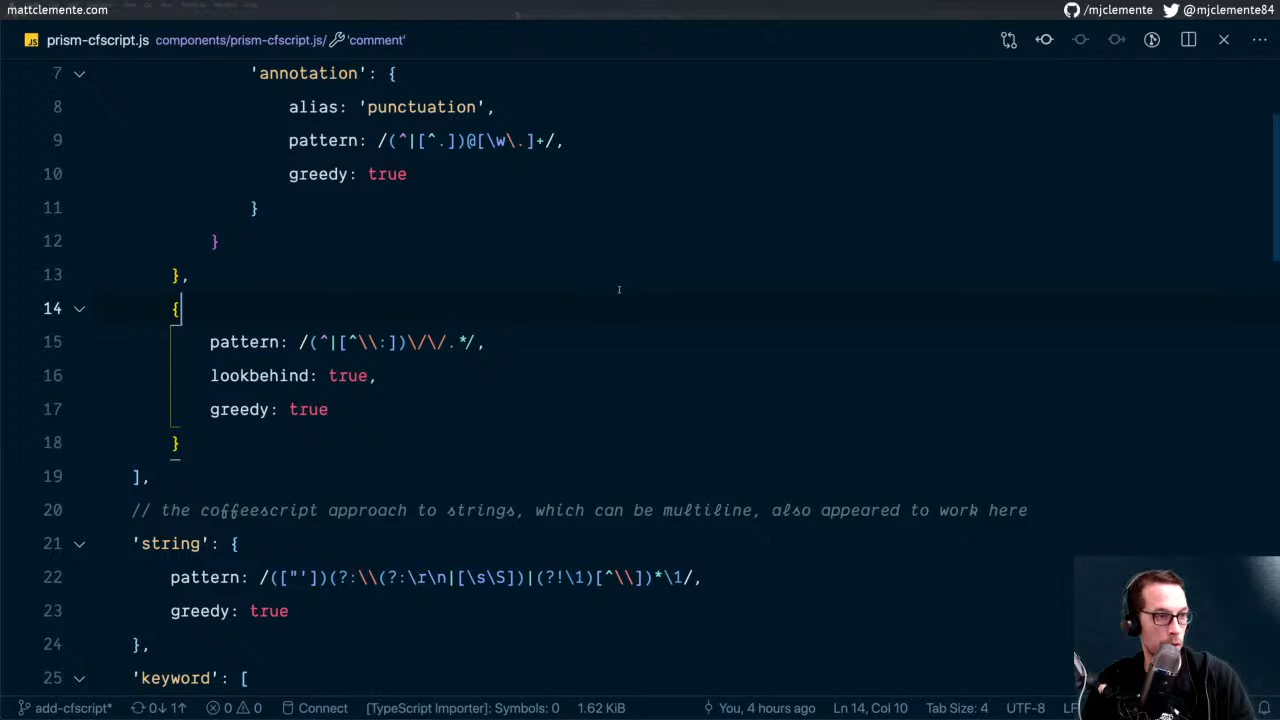 mattclemente.com
/mjclemente @mjclemente84
JS prism-cfscript.js components/prism-cfscript.js/ 'comment'
7 'annotation': {
8 alias: 'punctuation',
9 pattern: /(^|[^.])@[\w\.]+/,
10 greedy: true
11 }
12 }
13 },
14 {
15 pattern: /(^|[^\\:])\/\/.*/,
16 lookbehind: true,
17 greedy: true
18 }
19 ],
20 // the coffeescript approach to strings, which can be multiline, also appeared to work here
21 'string': {
22 pattern: /(["'])(?:\\(?:\r\n|[\s\S])|(?!\1)[^\\])*\1/,
23 greedy: true
24 },
25 'keyword': [
add-cfscript* 0↓ 1↑ 0 0 Connect [TypeScript Importer]: Symbols: 0 1.62 KiB You, 4 hours ago Ln 14, Col 10 Tab Size: 4 UTF-8 LF